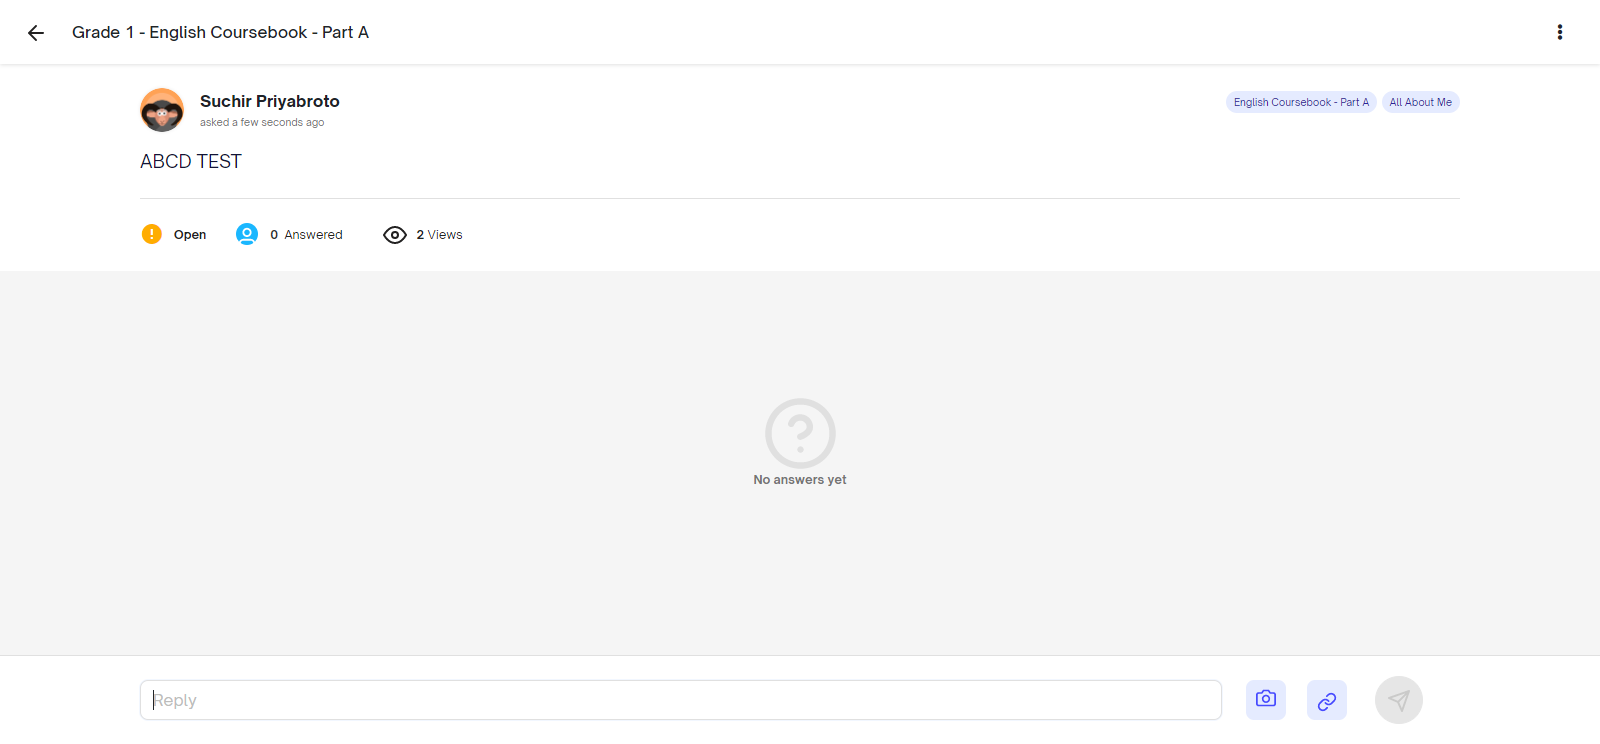 Grade 1 - English Coursebook - Part A
Suchir Priyabroto
asked a few seconds ago
English Coursebook - Part A
All About Me
ABCD TEST
Open
0 Answered
2 Views
No answers yet
Reply